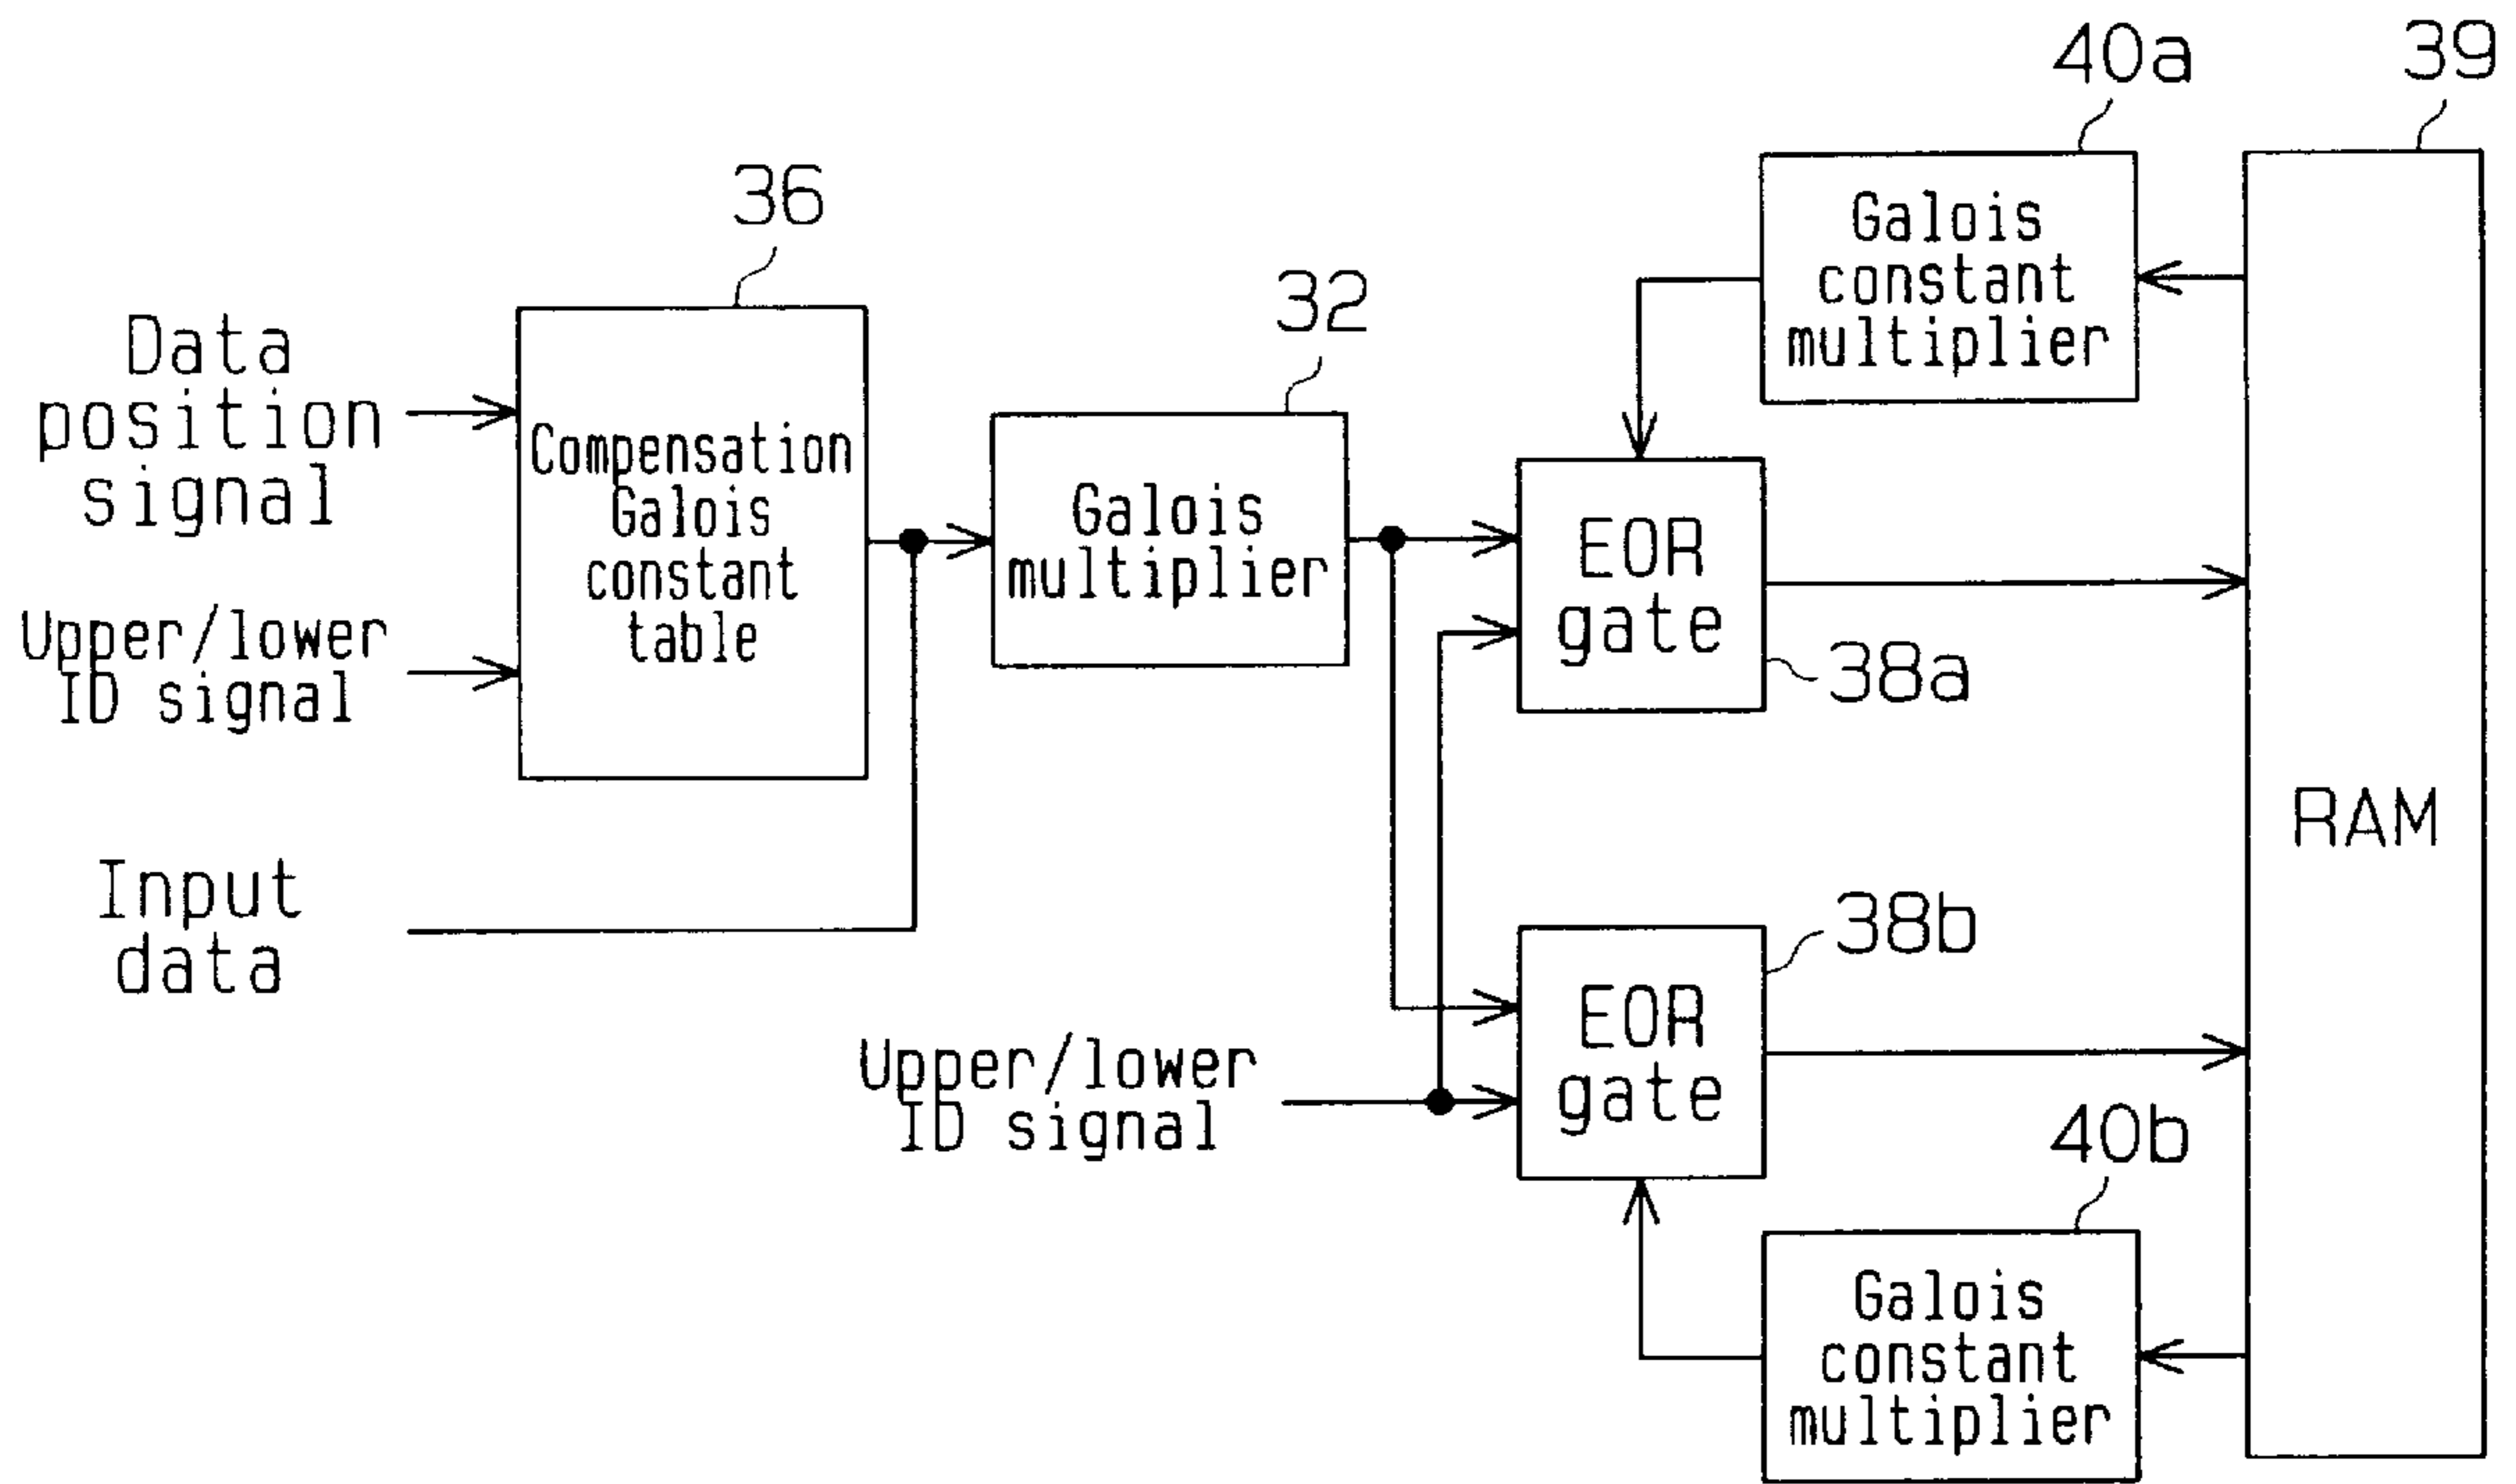 40a
39
36
Galois
constant
multiplier
32
Data
position
signal
Compensation
Galois
constant
table
Galois
multiplier
EOR
gate
Upper/lower
ID signal
38a
RAM
Input
data
38b
EOR
gate
Upper/lower
ID signal
40b
Galois
constant
multiplier